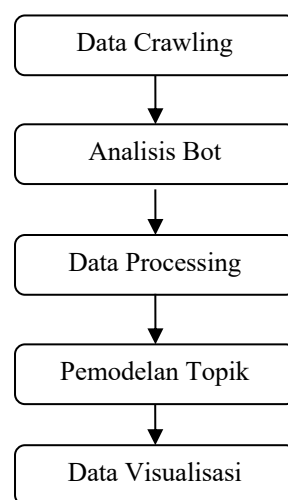 Data Crawling
Analisis Bot
Data Processing
Pemodelan Topik
Data Visualisasi